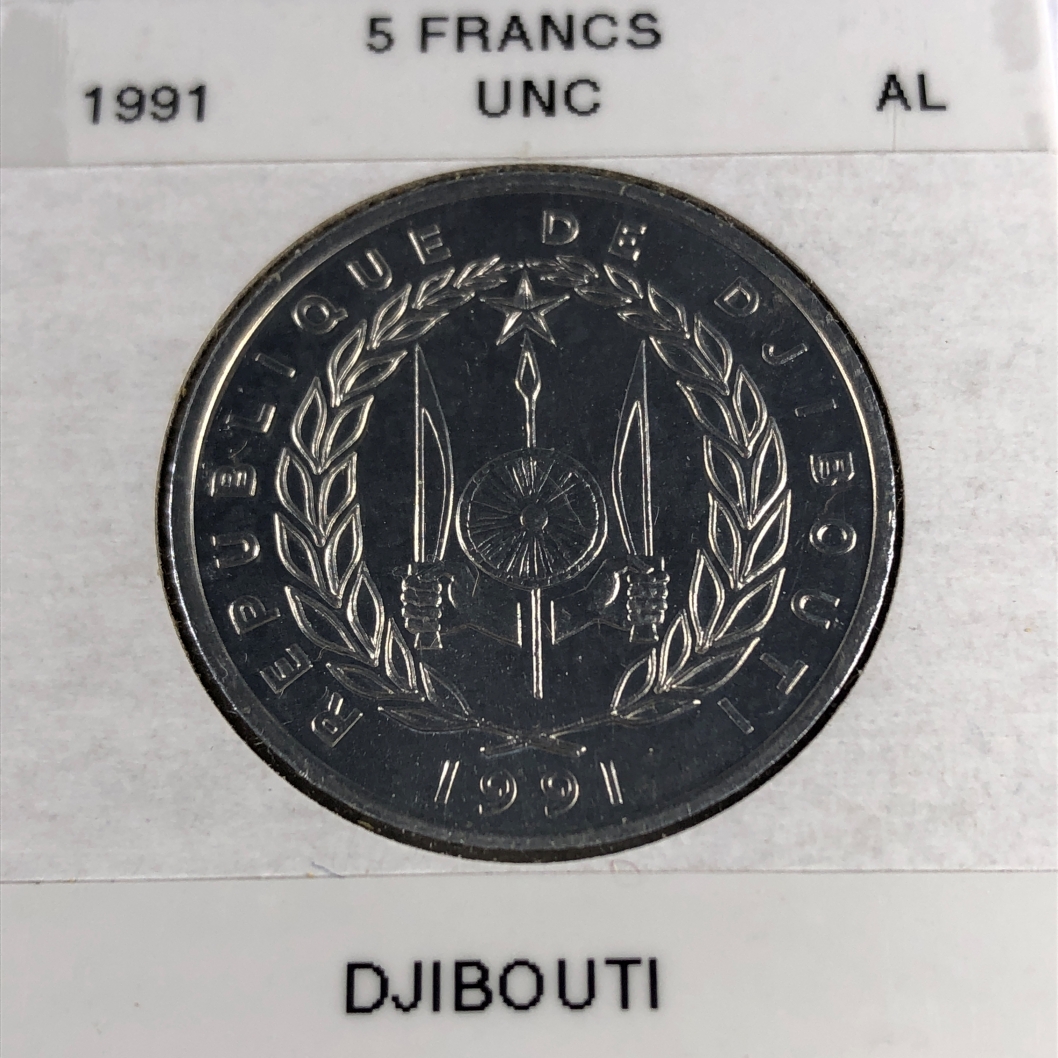 5 FRANCS
1991 UNC AL
REPUBLIQUE DE DJIBOUTI
1991
DJIBOUTI